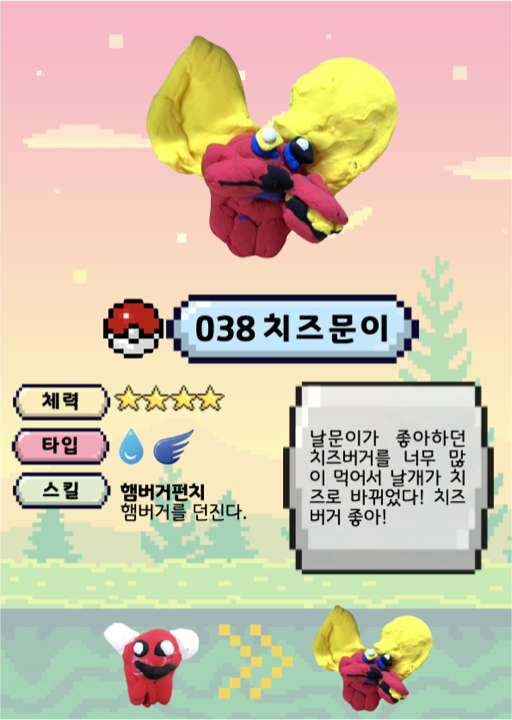 038 치즈문이
체력
타입
스킬
햄버거펀치
햄버거를 던진다.
날문이가 좋아하던
치즈버거를 너무 많
이 먹어서 날개가 치
즈로 바뀌었다! 치즈
버거 좋아!